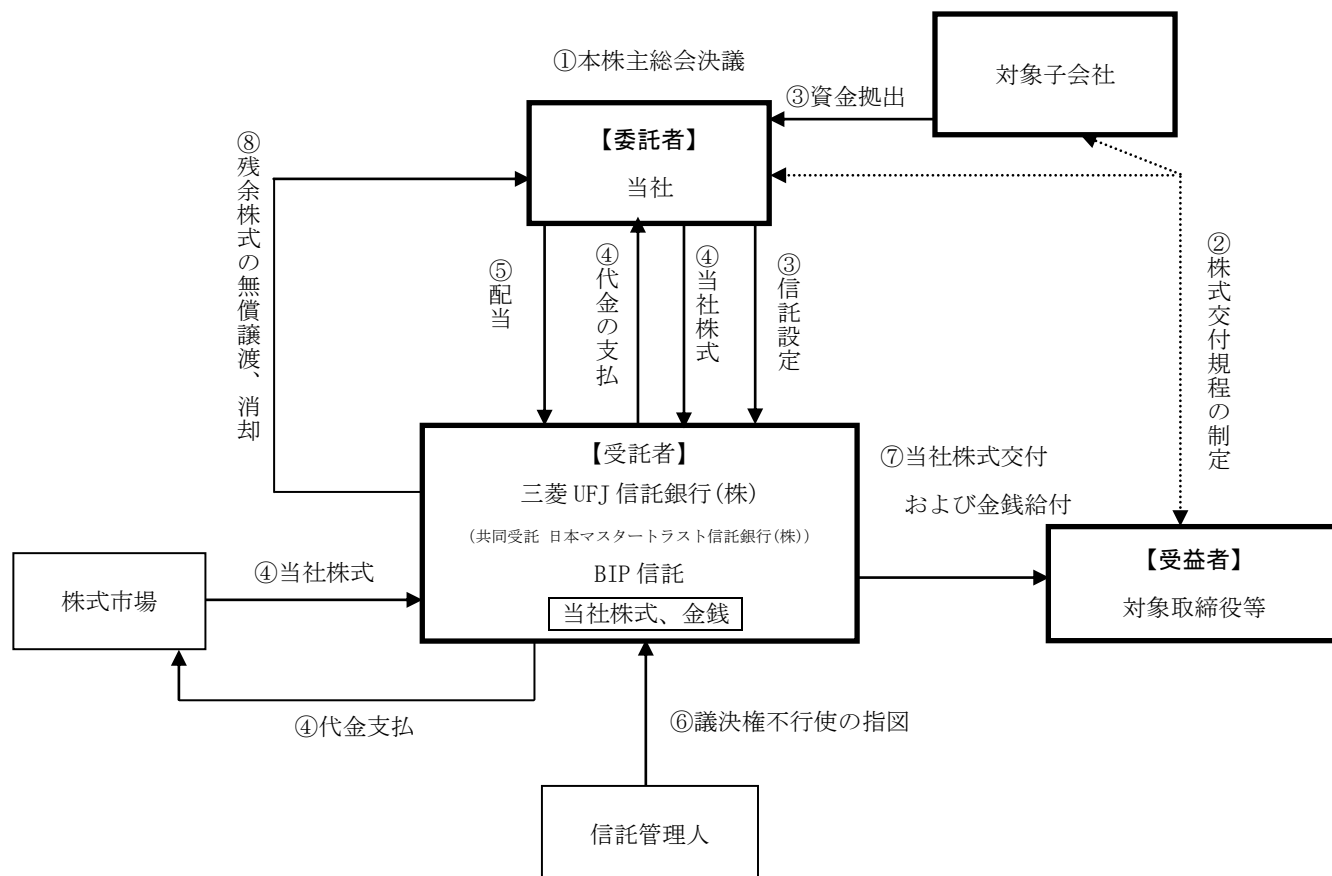 ①本株主総会決議
対象子会社
③資金拠出
【委託者】
当社
⑧残余株式の無償譲渡、消却
⑤配当
④代金の支払
④当社株式
③信託設定
②株式交付規程の制定
【受託者】
三菱 UFJ 信託銀行(株)
(共同受託 日本マスタートラスト信託銀行(株))
BIP 信託
当社株式、金銭
⑦当社株式交付
および金銭給付
【受益者】
対象取締役等
④当社株式
株式市場
④代金支払
⑥議決権不行使の指図
信託管理人